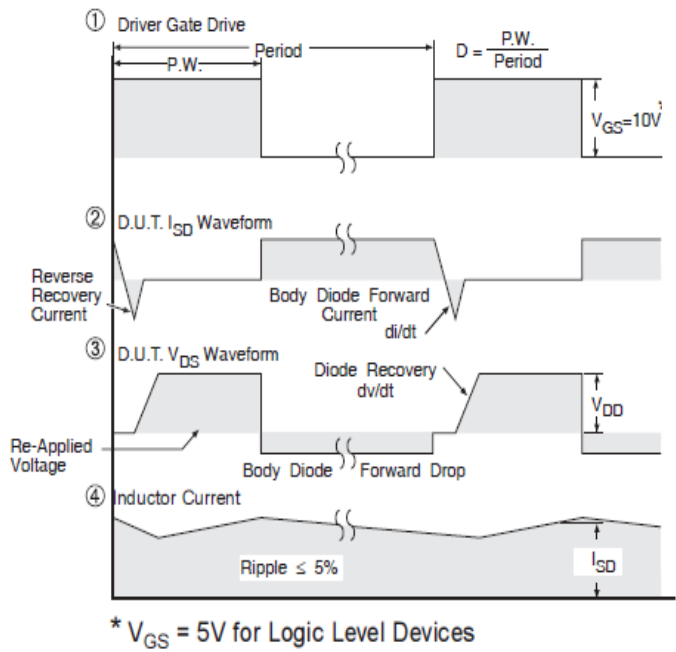 ① Driver Gate Drive
P.W.
Period
D = P.W.
Period
V_GS=10V*
② D.U.T. I_SD Waveform
Reverse
Recovery
Current
Body Diode Forward
Current
di/dt
③ D.U.T. V_DS Waveform
Diode Recovery
dv/dt
V_DD
Re-Applied
Voltage
Body Diode Forward Drop
④ Inductor Current
Ripple ≤ 5%
I_SD
* V_GS = 5V for Logic Level Devices